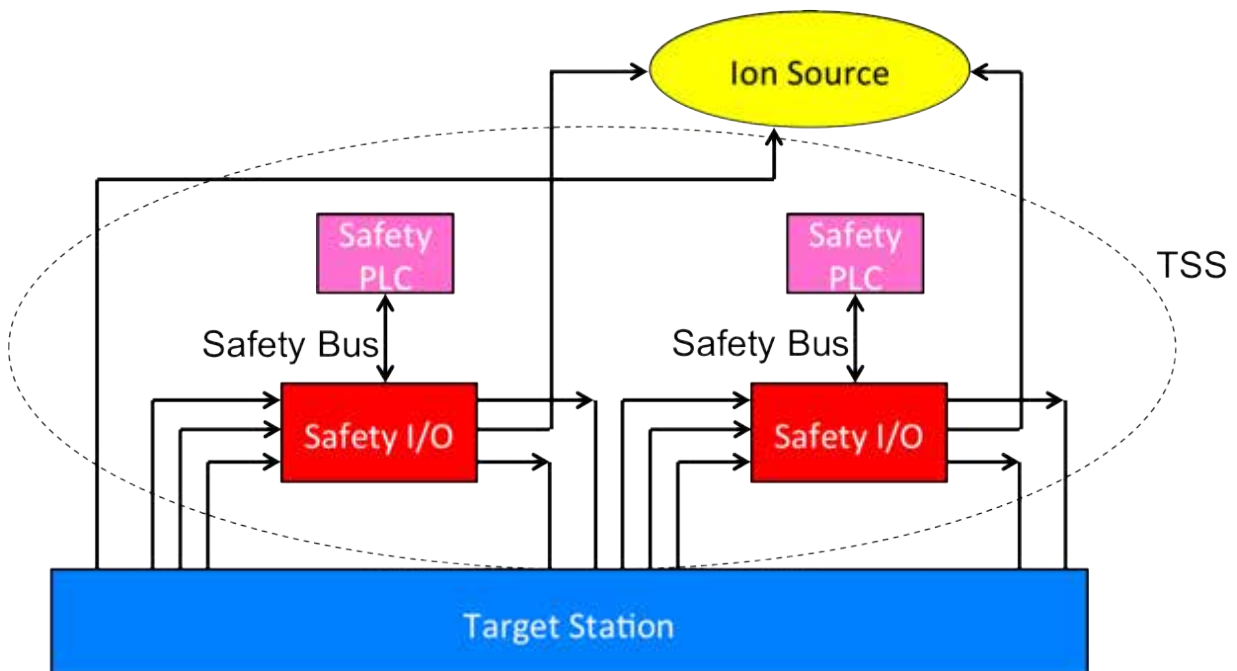 Ion Source
TSS
Safety
PLC
Safety
PLC
Safety Bus
Safety Bus
Safety I/O
Safety I/O
Target Station